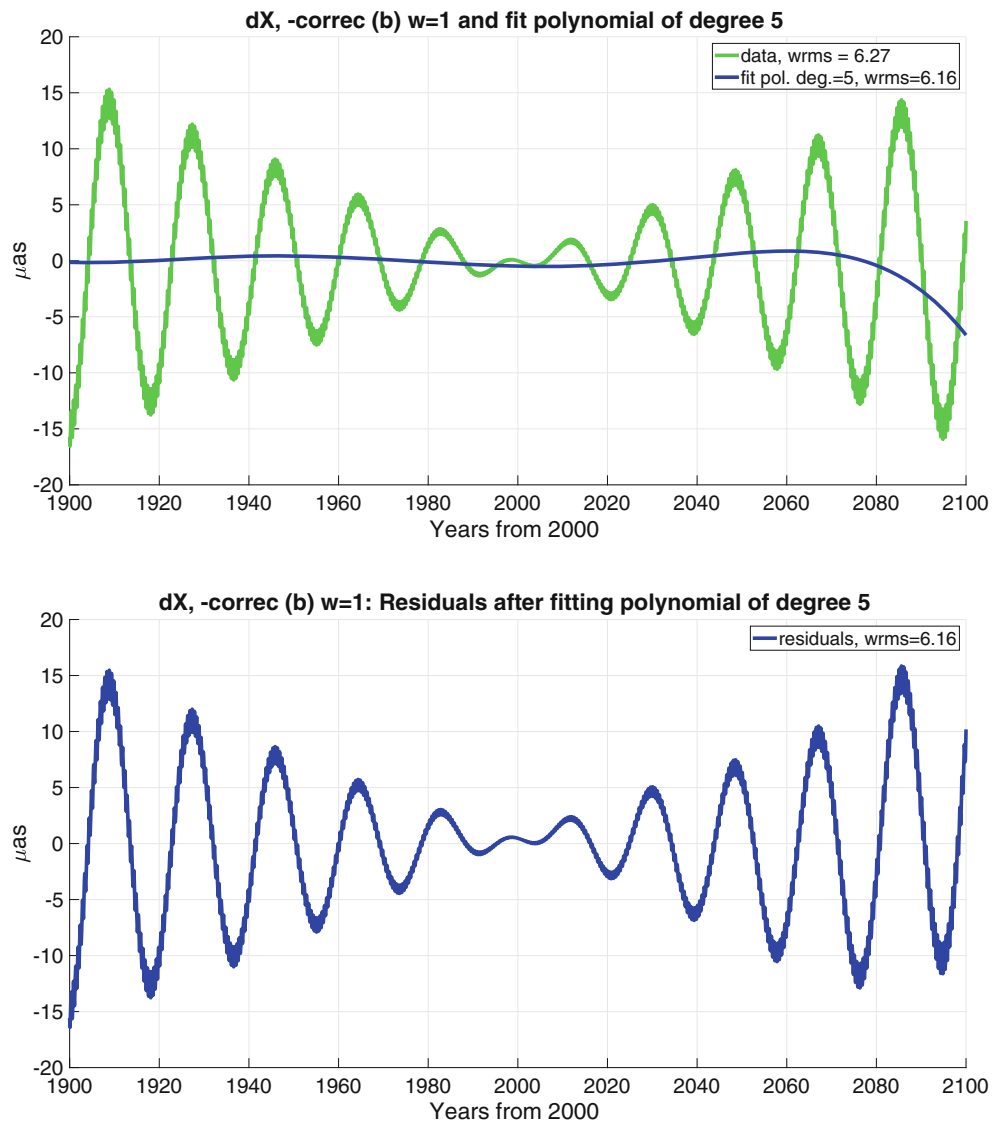 dX, -correc (b) w=1 and fit polynomial of degree 5
data, wrms = 6.27
fit pol. deg.=5, wrms=6.16
20
15
10
5
0
-5
-10
-15
-20
μas
1900 1920 1940 1960 1980 2000 2020 2040 2060 2080 2100
Years from 2000
dX, -correc (b) w=1: Residuals after fitting polynomial of degree 5
residuals, wrms=6.16
20
15
10
5
0
-5
-10
-15
-20
μas
1900 1920 1940 1960 1980 2000 2020 2040 2060 2080 2100
Years from 2000